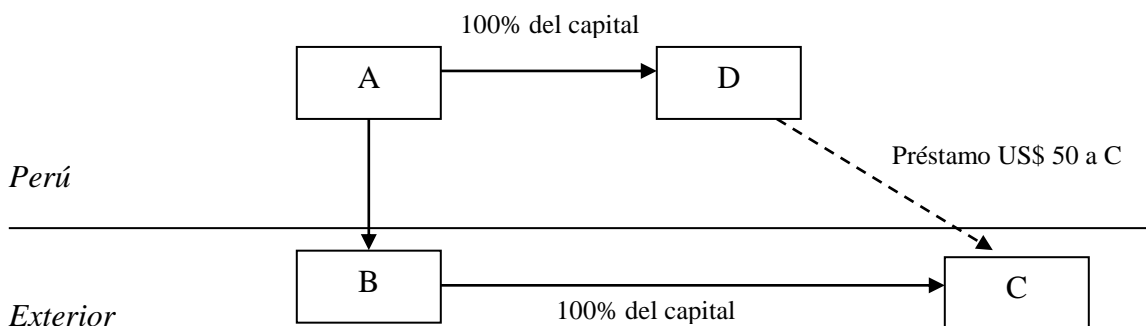 100% del capital
A
D
Préstamo US$ 50 a C
Perú
B
C
100% del capital
Exterior